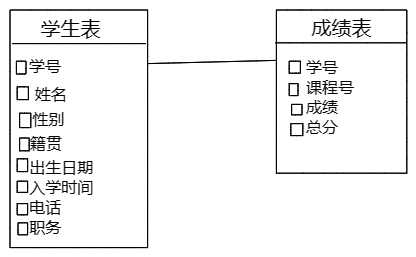 学生表
学号
姓名
性别
籍贯
出生日期
入学时间
电话
职务
成绩表
学号
课程号
成绩
总分